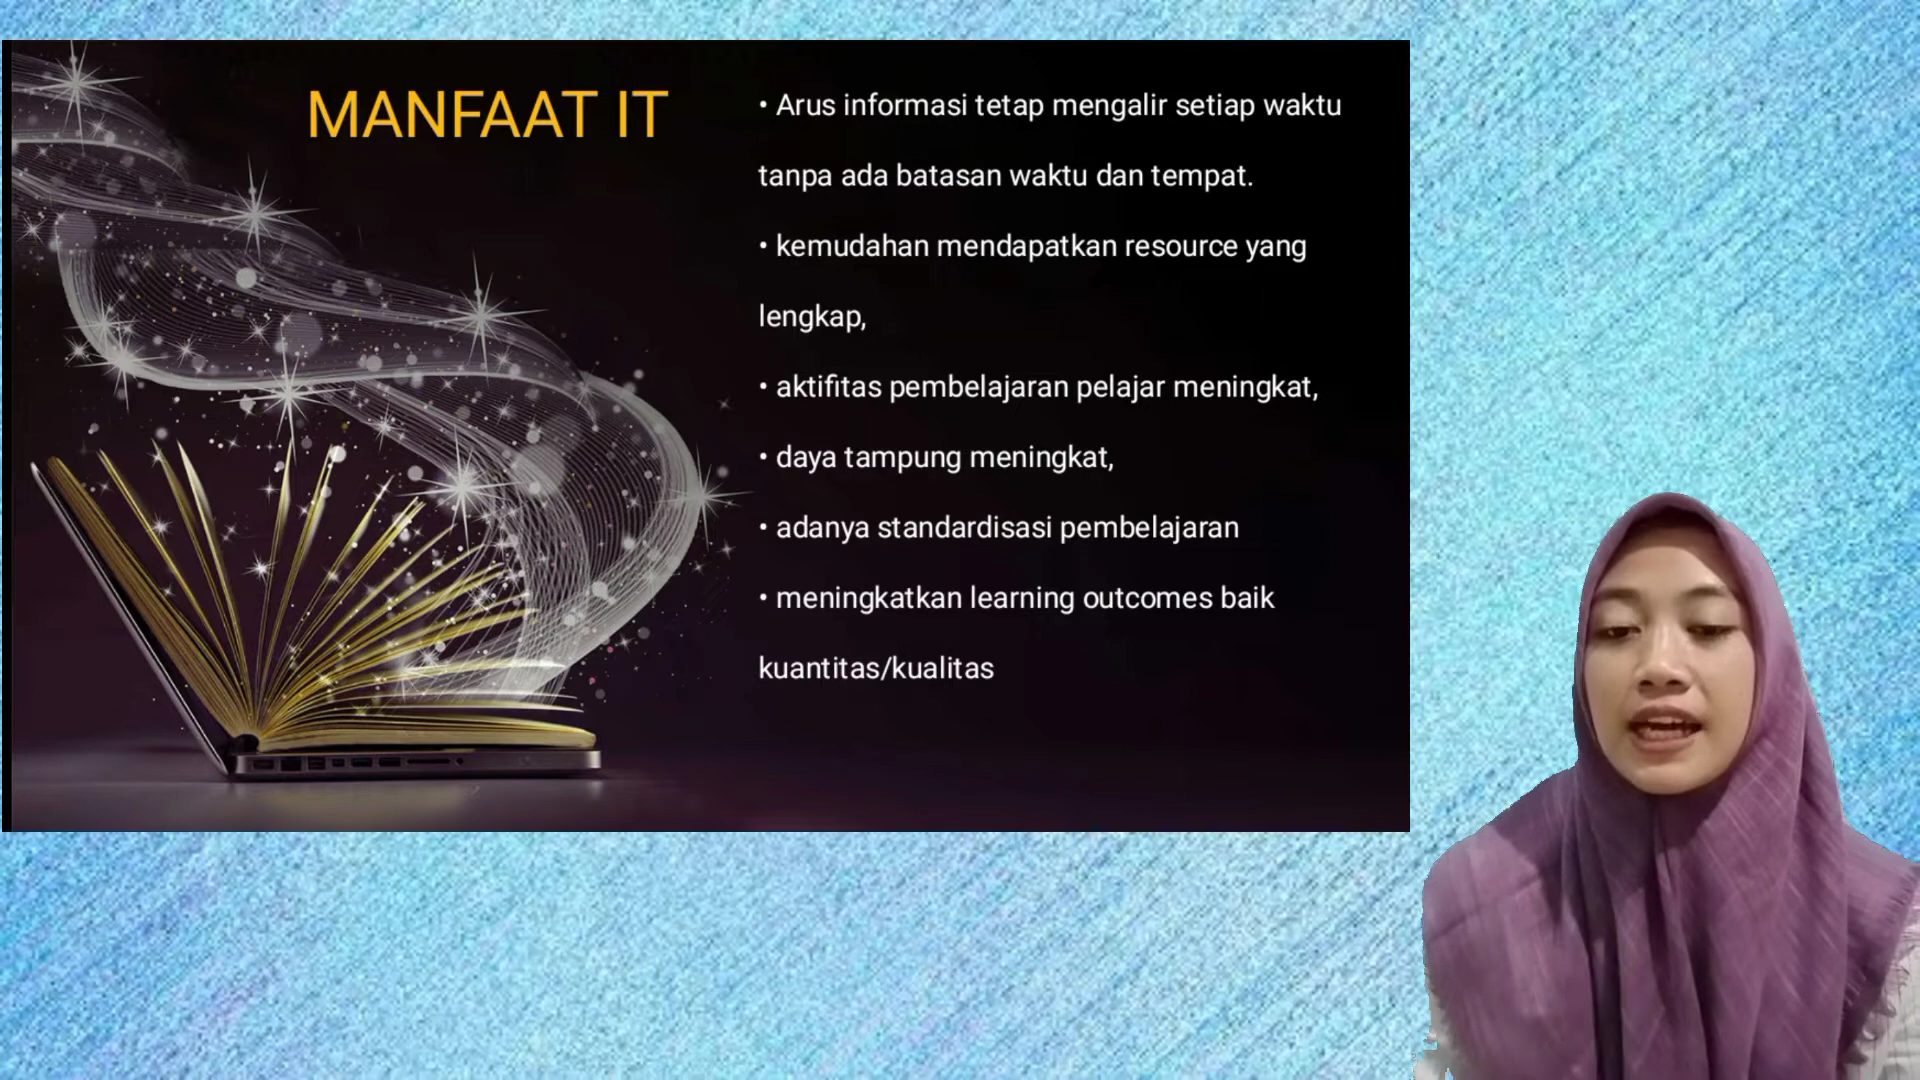 MANFAAT IT
• Arus informasi tetap mengalir setiap waktu
tanpa ada batasan waktu dan tempat.
• kemudahan mendapatkan resource yang
lengkap,
• aktifitas pembelajaran pelajar meningkat,
• daya tampung meningkat,
• adanya standardisasi pembelajaran
• meningkatkan learning outcomes baik
kuantitas/kualitas